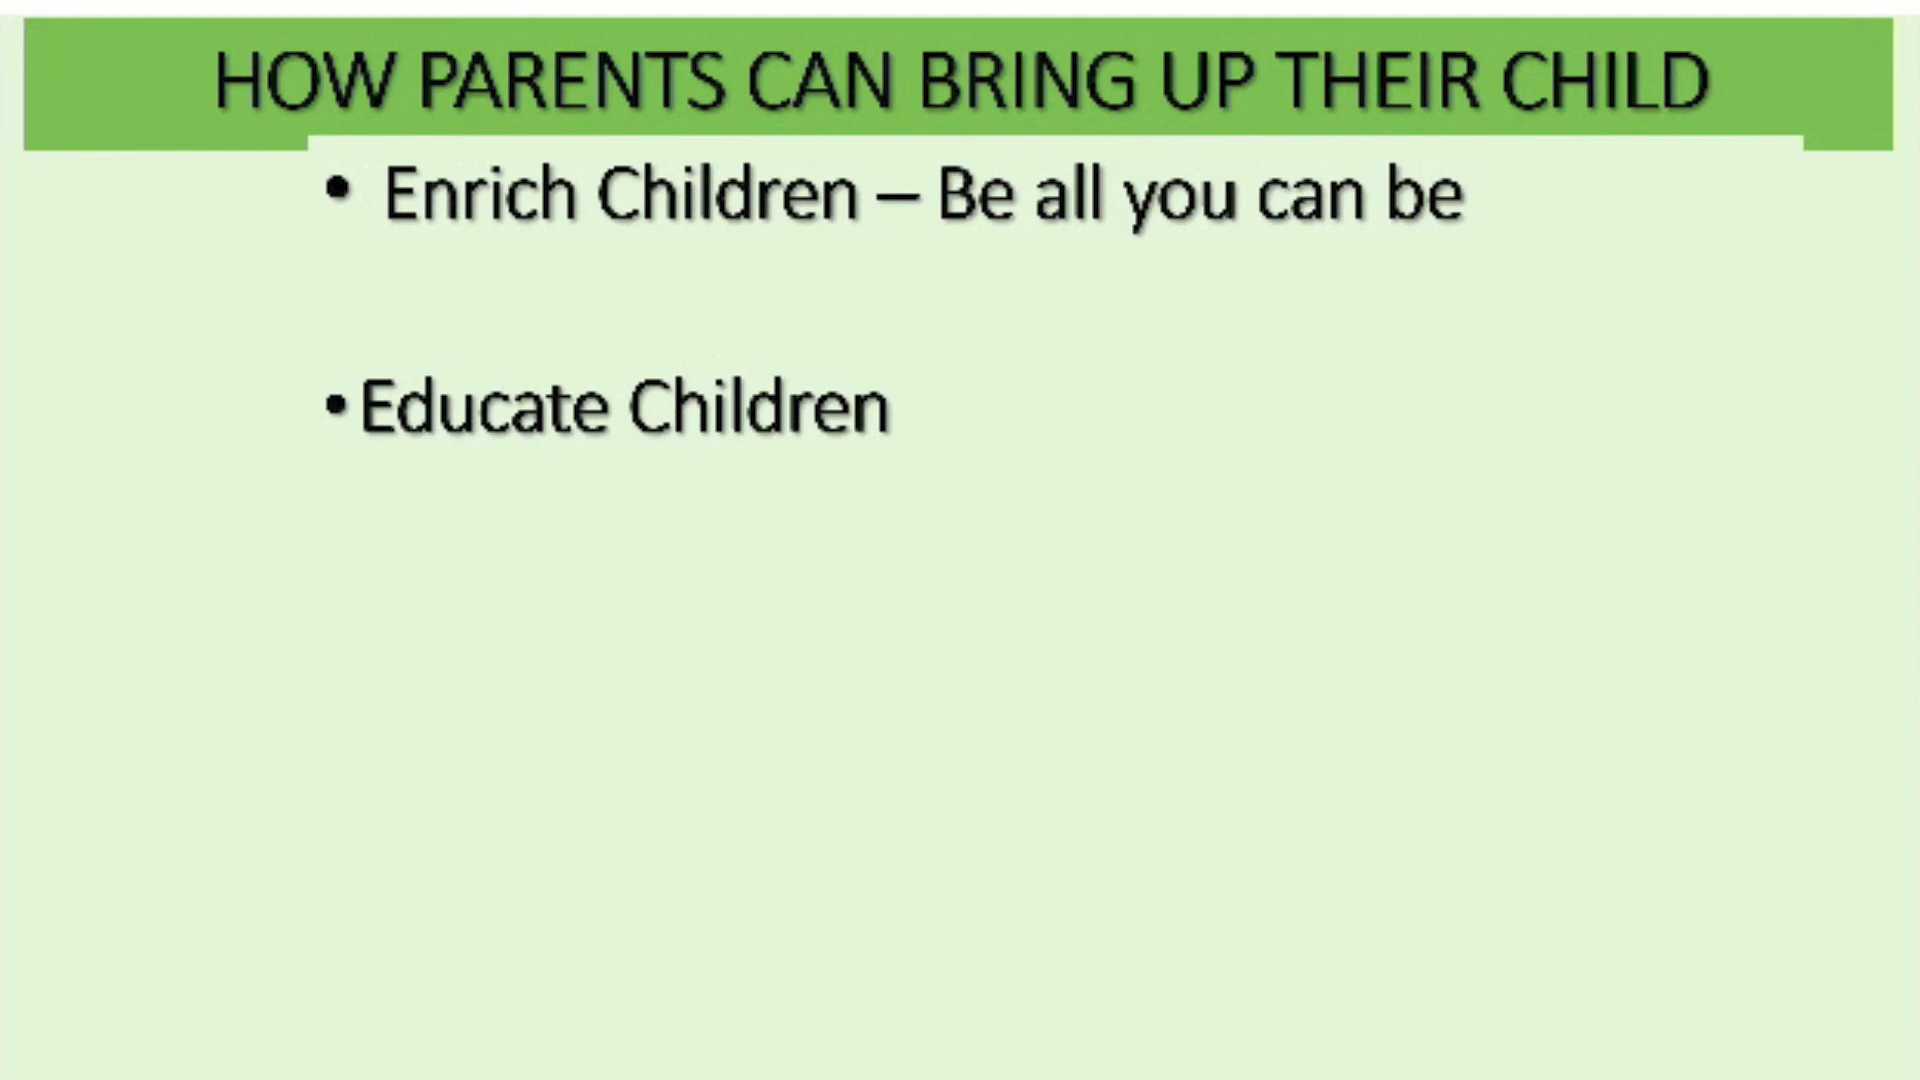 HOW PARENTS CAN BRING UP THEIR CHILD
• Enrich Children – Be all you can be
• Educate Children